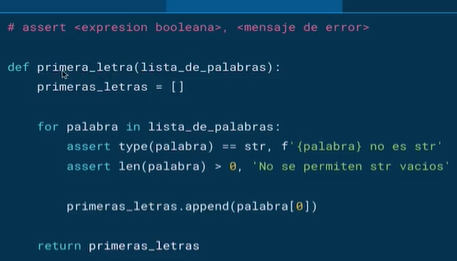 # assert <expresion booleana>, <mensaje de error>
def primera_letra(lista_de_palabras):
primeras_letras = []
for palabra in lista_de_palabras:
assert type(palabra) == str, f'{palabra} no es str'
assert len(palabra) > 0, 'No se permiten str vacios'
primeras_letras.append(palabra[0])
return primeras_letras